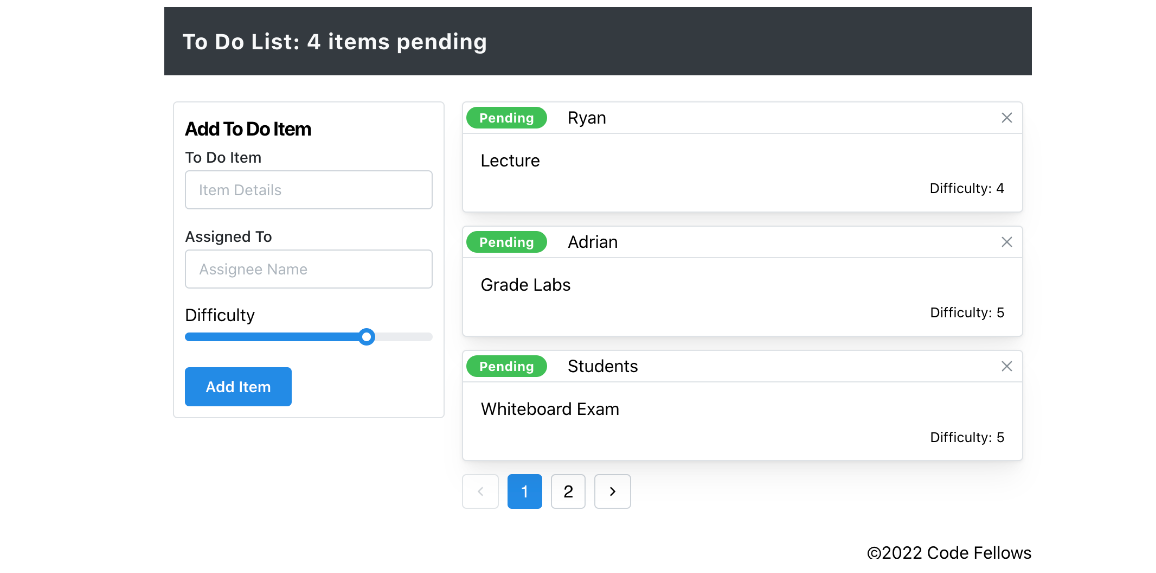 To Do List: 4 items pending
Add To Do Item
To Do Item
Item Details
Assigned To
Assignee Name
Difficulty
Add Item
Pending Ryan
Lecture
Difficulty: 4
Pending Adrian
Grade Labs
Difficulty: 5
Pending Students
Whiteboard Exam
Difficulty: 5
1 2
©2022 Code Fellows